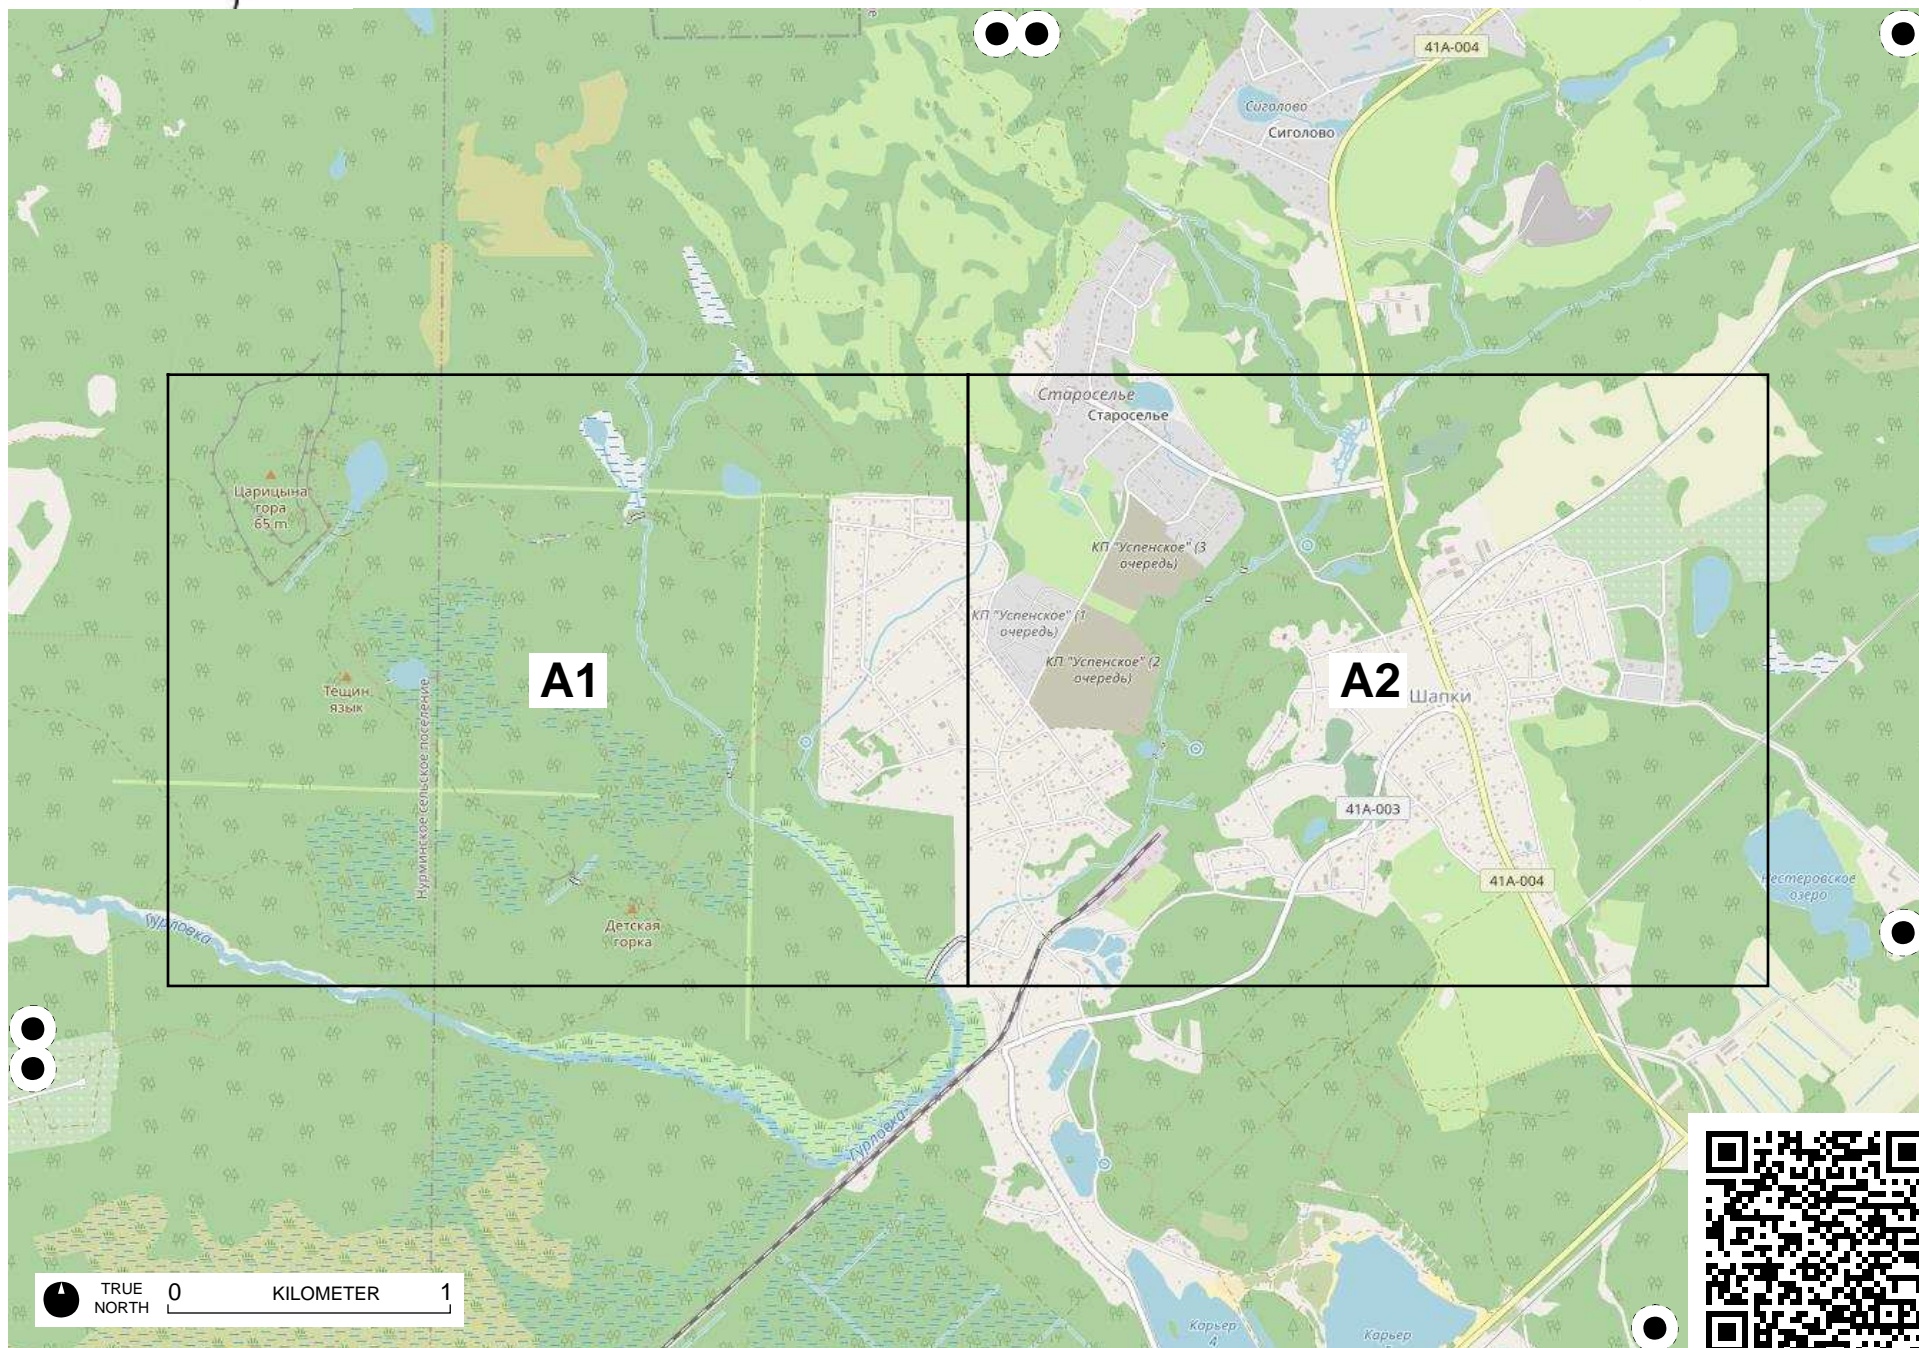 41A-004
Сиголово
Сиголово
Староселье
Староселье
Царицына
гора
65 m
КП "Успенское" (3
очередь)
КП "Успенское" (1
очередь)
КП "Успенское" (2
очередь)
A1
A2
Тёщин
язык
Шапки
Нурминское сельское поселение
41A-003
41A-004
Нестеровское
озеро
Детская
горка
Гурловка
Гурловка
TRUE
NORTH
0 KILOMETER 1
Карьер
4
Карьер